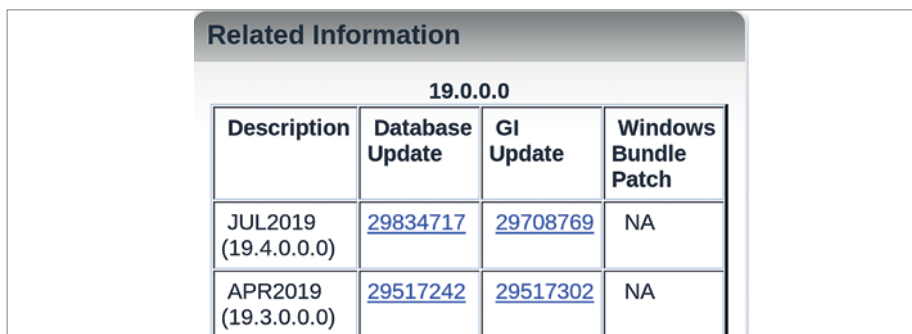 Related Information
19.0.0.0
Description Database Update GI Update Windows Bundle Patch
JUL2019 (19.4.0.0.0) 29834717 29708769 NA
APR2019 (19.3.0.0.0) 29517242 29517302 NA